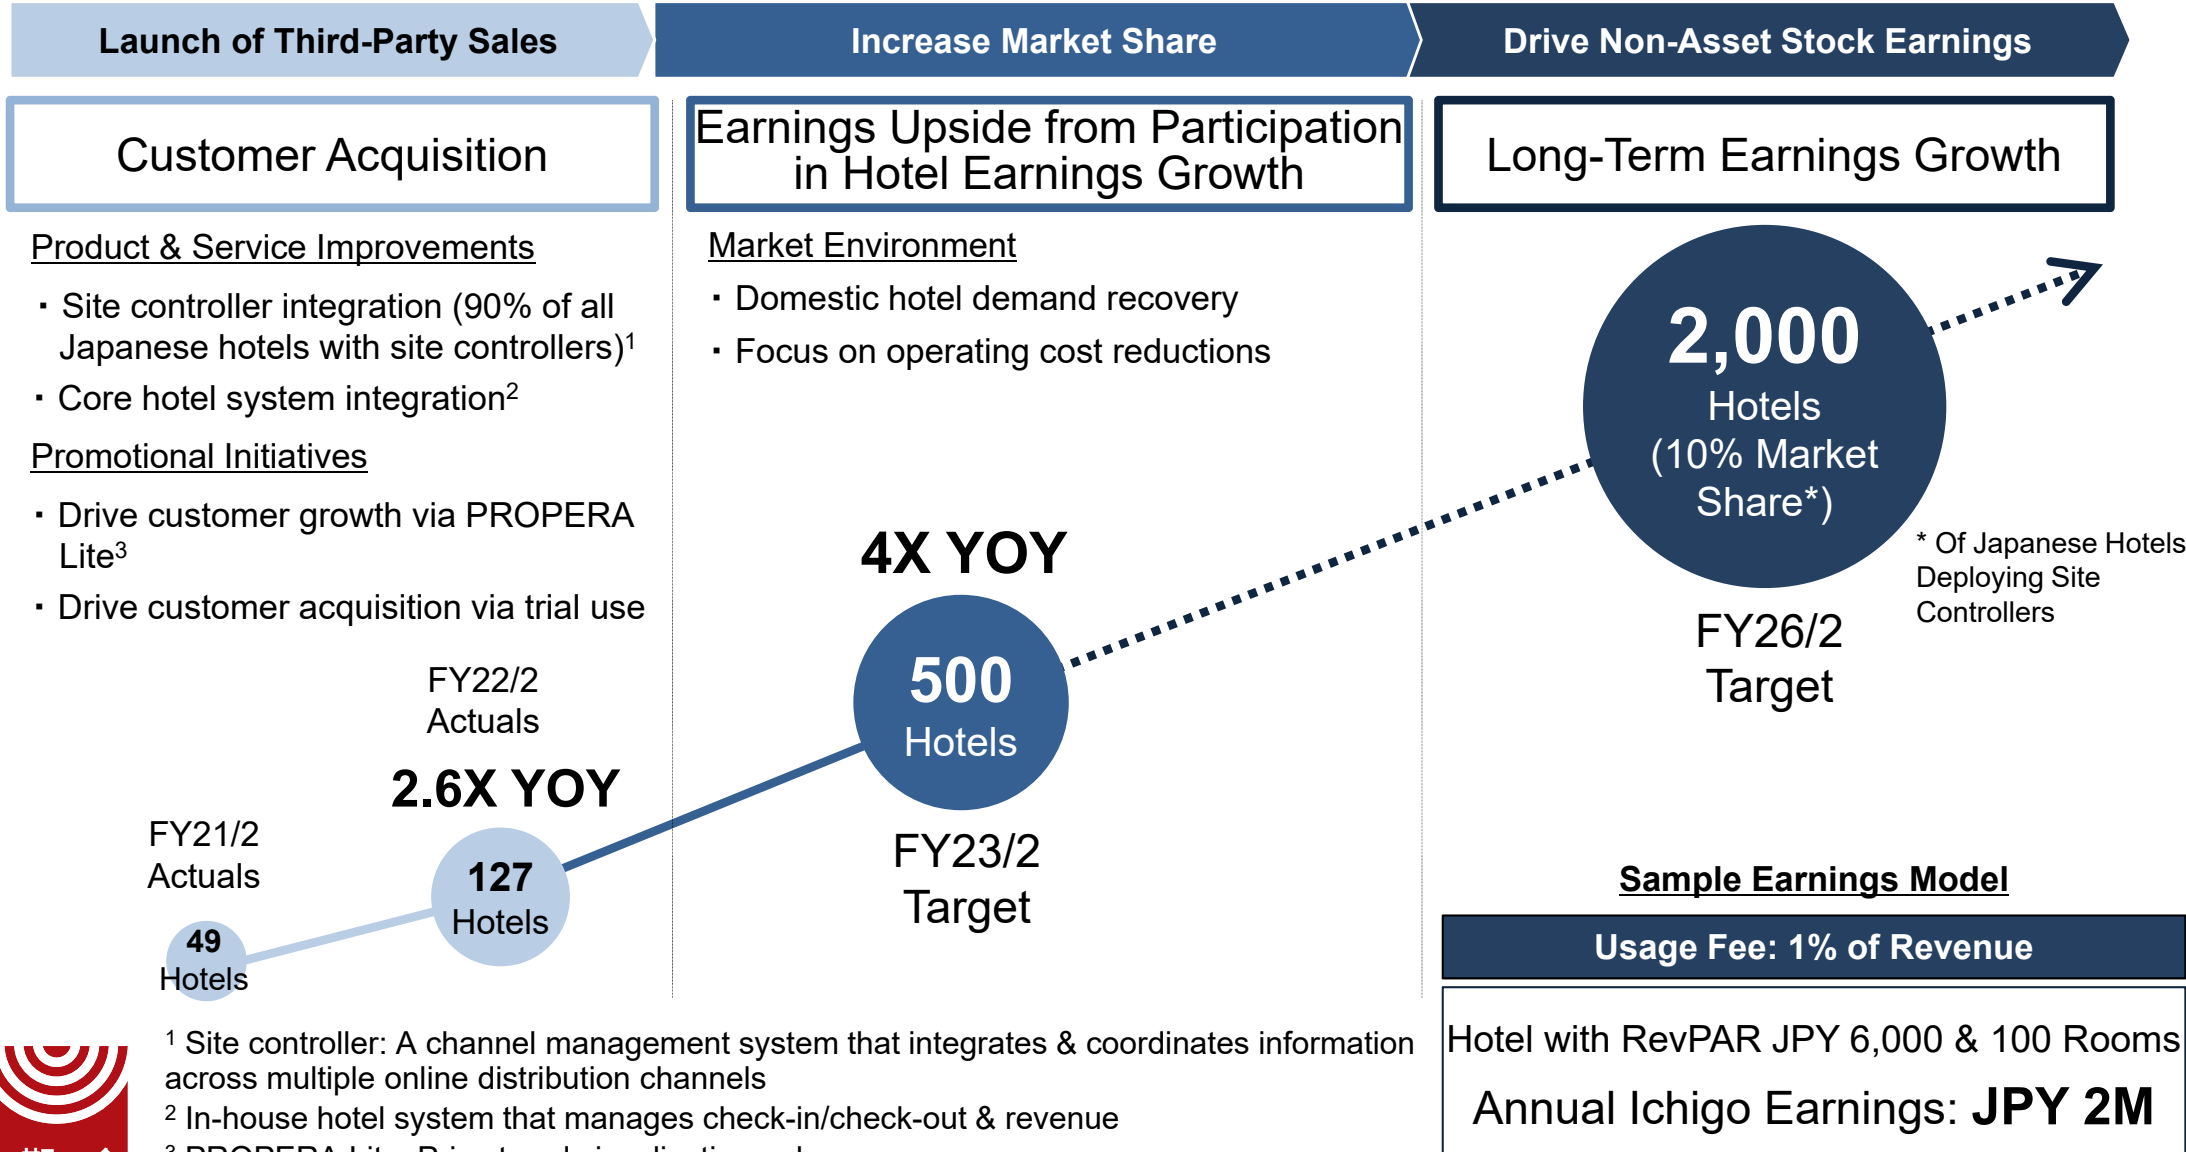 Launch of Third-Party Sales
Increase Market Share
Drive Non-Asset Stock Earnings
Customer Acquisition
Earnings Upside from Participation
in Hotel Earnings Growth
Long-Term Earnings Growth
Product & Service Improvements
・Site controller integration (90% of all
Japanese hotels with site controllers)¹
・Core hotel system integration²
Promotional Initiatives
・Drive customer growth via PROPERA
Lite³
・Drive customer acquisition via trial use
Market Environment
・Domestic hotel demand recovery
・Focus on operating cost reductions
FY21/2
Actuals
49
Hotels
FY22/2
Actuals
2.6X YOY
127
Hotels
4X YOY
500
Hotels
FY23/2
Target
2,000
Hotels
(10% Market
Share*)
FY26/2
Target
* Of Japanese Hotels
Deploying Site
Controllers
Sample Earnings Model
Usage Fee: 1% of Revenue
Hotel with RevPAR JPY 6,000 & 100 Rooms
Annual Ichigo Earnings: JPY 2M
¹ Site controller: A channel management system that integrates & coordinates information
across multiple online distribution channels
² In-house hotel system that manages check-in/check-out & revenue